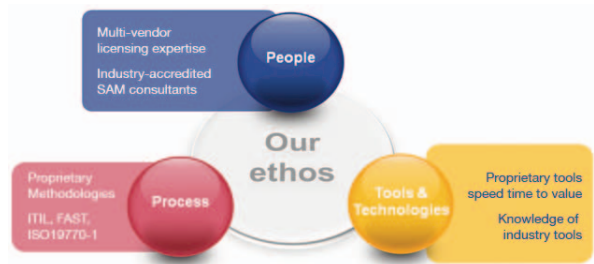 Multi-vendor
licensing expertise
Industry-accredited
SAM consultants
People
Our
ethos
Proprietary
Methodologies
ITIL, FAST,
ISO19770-1
Process
Tools &
Technologies
Proprietary tools
speed time to value
Knowledge of
industry tools